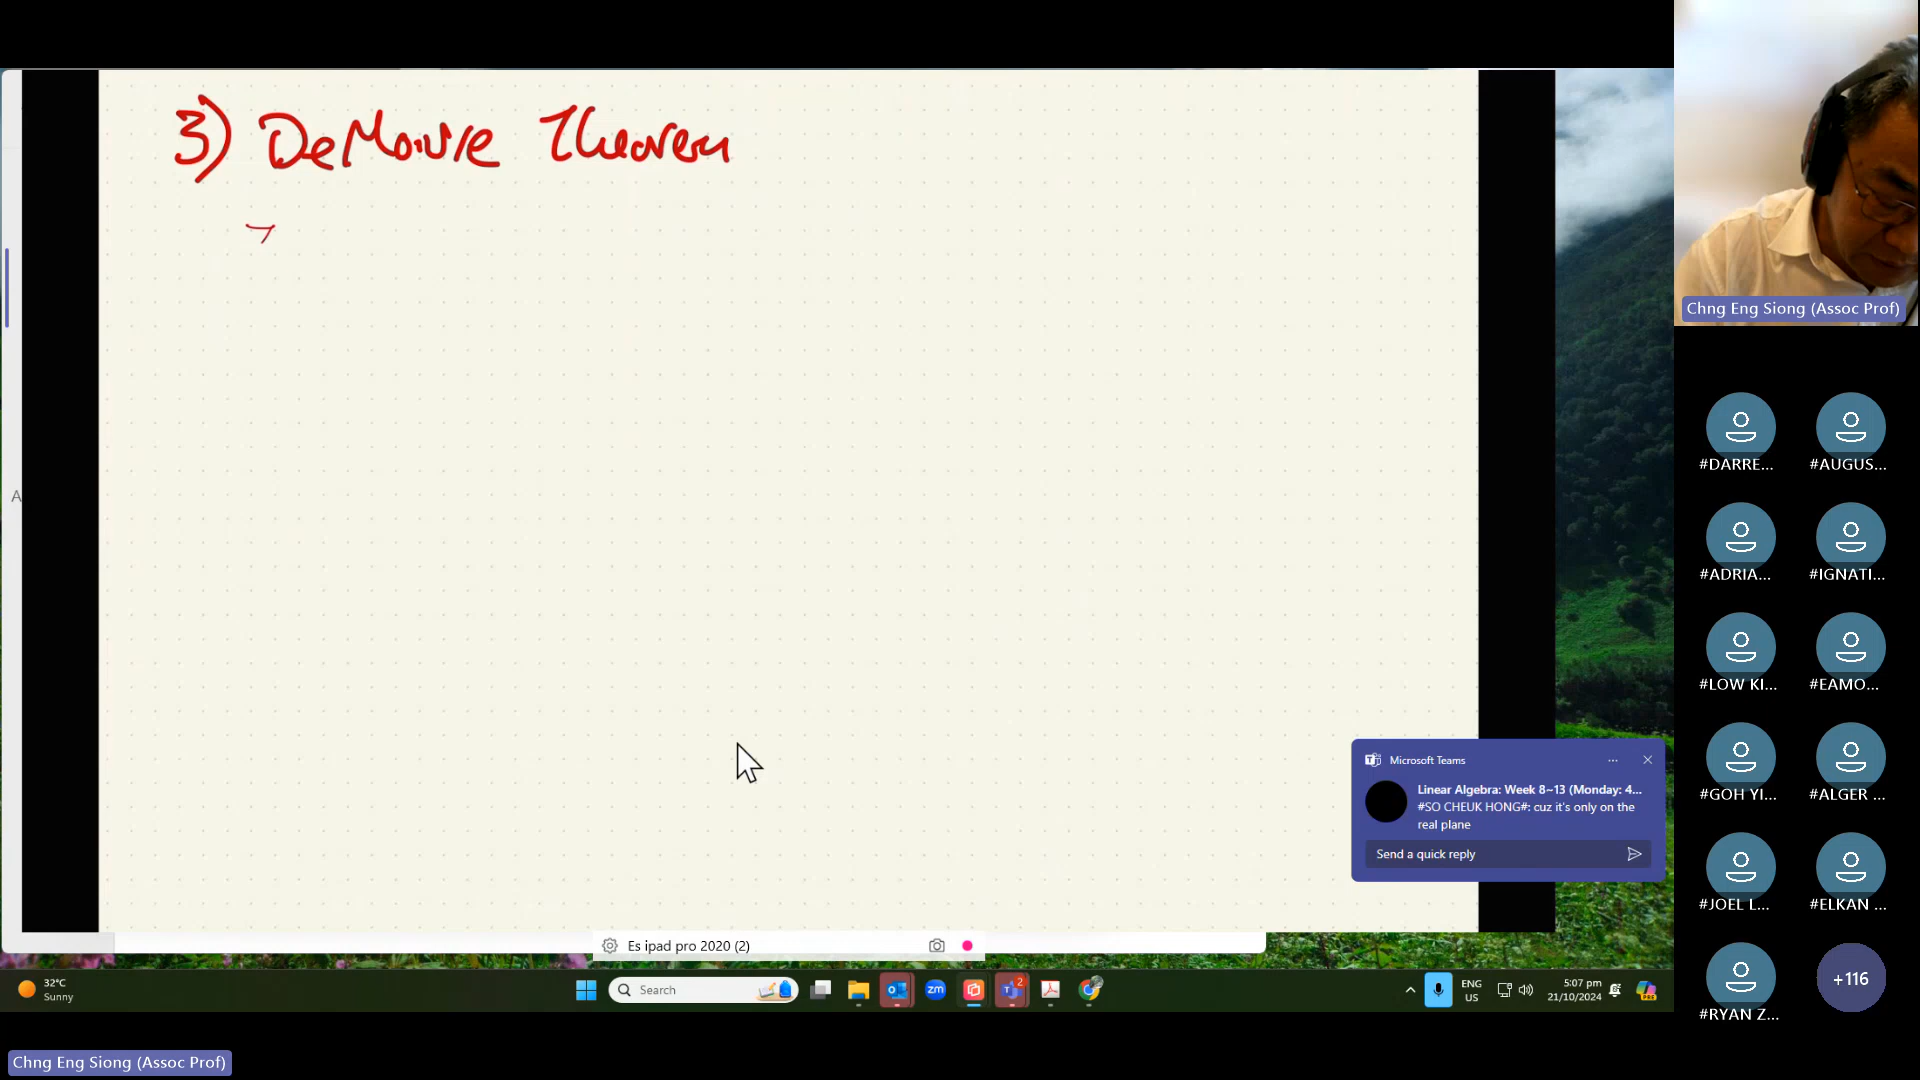 3) DeMoivre Theorem
Chng Eng Siong (Assoc Prof)
#DARRE... #AUGUS...
#ADRIA... #IGNATI...
#LOW KI... #EAMO...
#GOH YI... #ALGER ...
#JOEL L... #ELKAN ...
#RYAN Z... +116
A
Microsoft Teams
Linear Algebra: Week 8~13 (Monday: 4...
#SO CHEUK HONG#: cuz it's only on the
real plane
Send a quick reply
Es ipad pro 2020 (2)
32°C
Sunny
Search
zm
2
ENG
US
5:07 pm
21/10/2024
Chng Eng Siong (Assoc Prof)